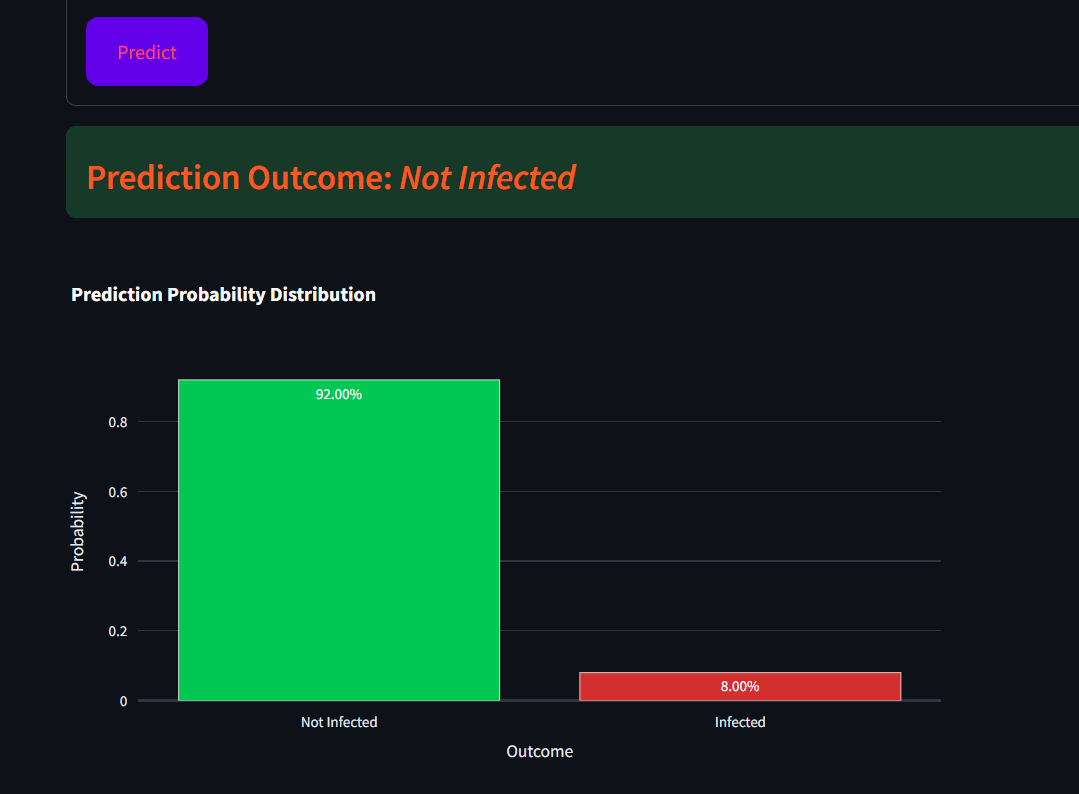 Predict
Prediction Outcome: Not Infected
Prediction Probability Distribution
92.00%
0.8
0.6
0.4
0.2
0
Probability
8.00%
Not Infected
Infected
Outcome